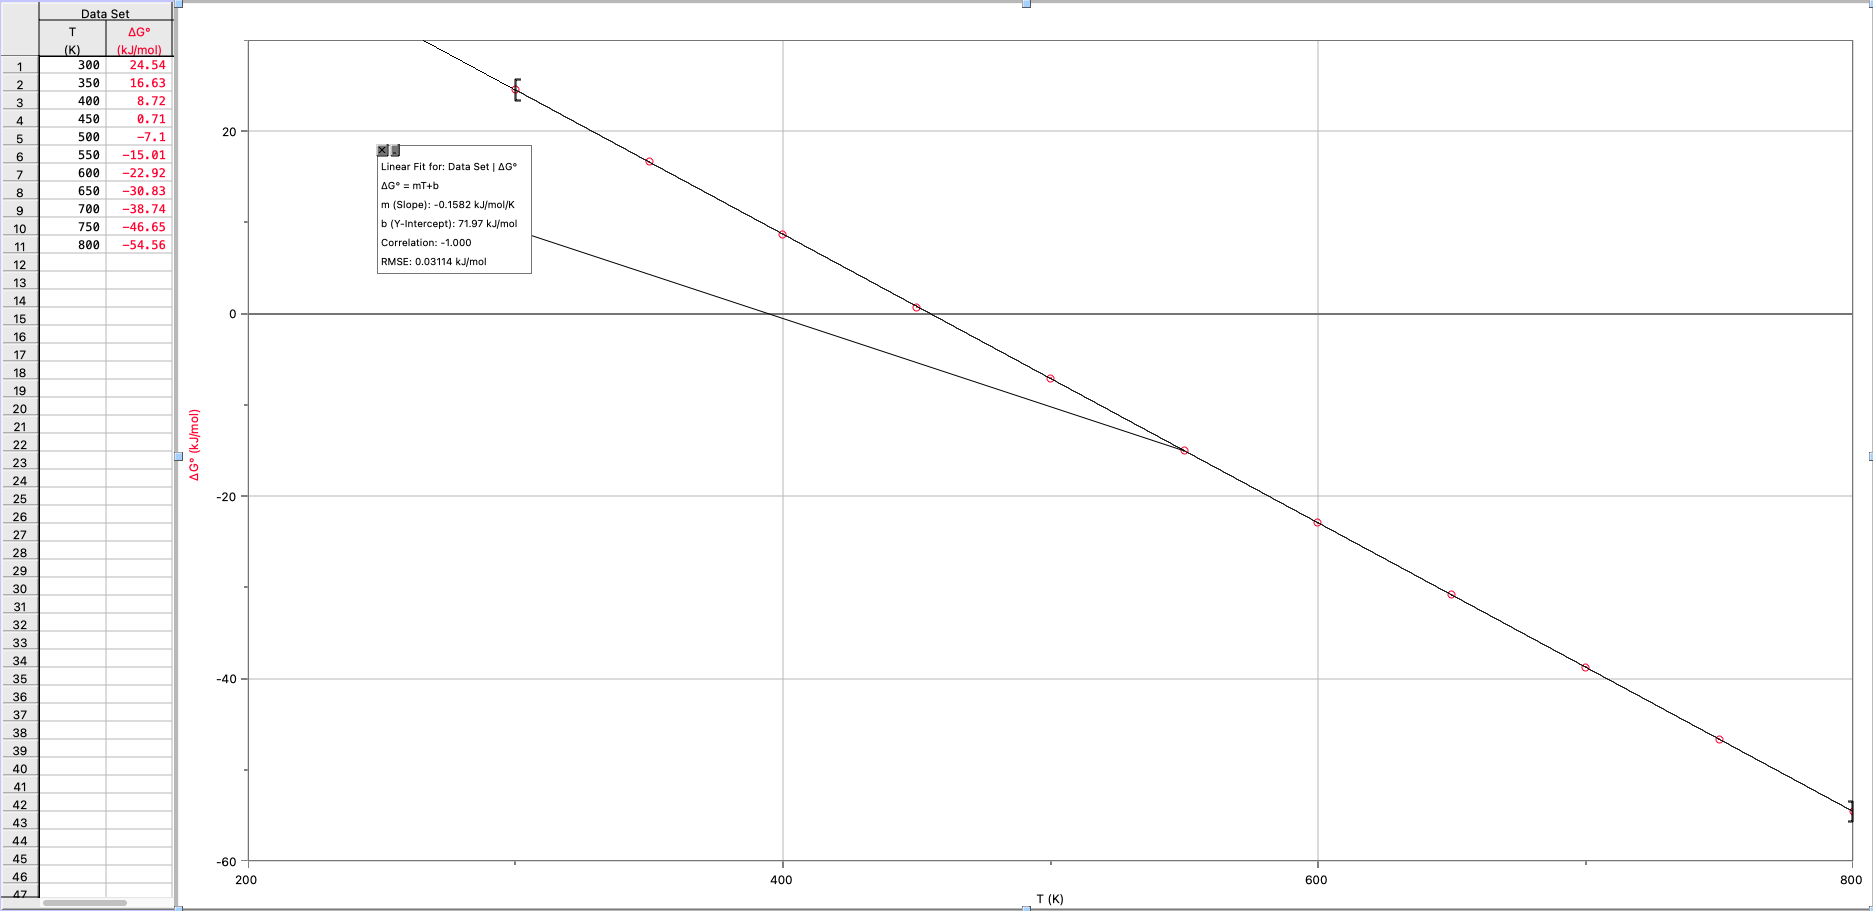 Data Set
T ΔG°
(K) (kJ/mol)
1 300 24.54
2 350 16.63
3 400 8.72
4 450 0.71
5 500 -7.1
6 550 -15.01
7 600 -22.92
8 650 -30.83
9 700 -38.74
10 750 -46.65
11 800 -54.56
12
13
14
15
16
17
18
19
20
21
22
23
24
25
26
27
28
29
30
31
32
33
34
35
36
37
38
39
40
41
42
43
44
45
46
47
20
0
-20
-40
-60
ΔG° (kJ/mol)
Linear Fit for: Data Set | ΔG°
ΔG° = mT+b
m (Slope): -0.1582 kJ/mol/K
b (Y-Intercept): 71.97 kJ/mol
Correlation: -1.000
RMSE: 0.03114 kJ/mol
200 400 600 800
T (K)